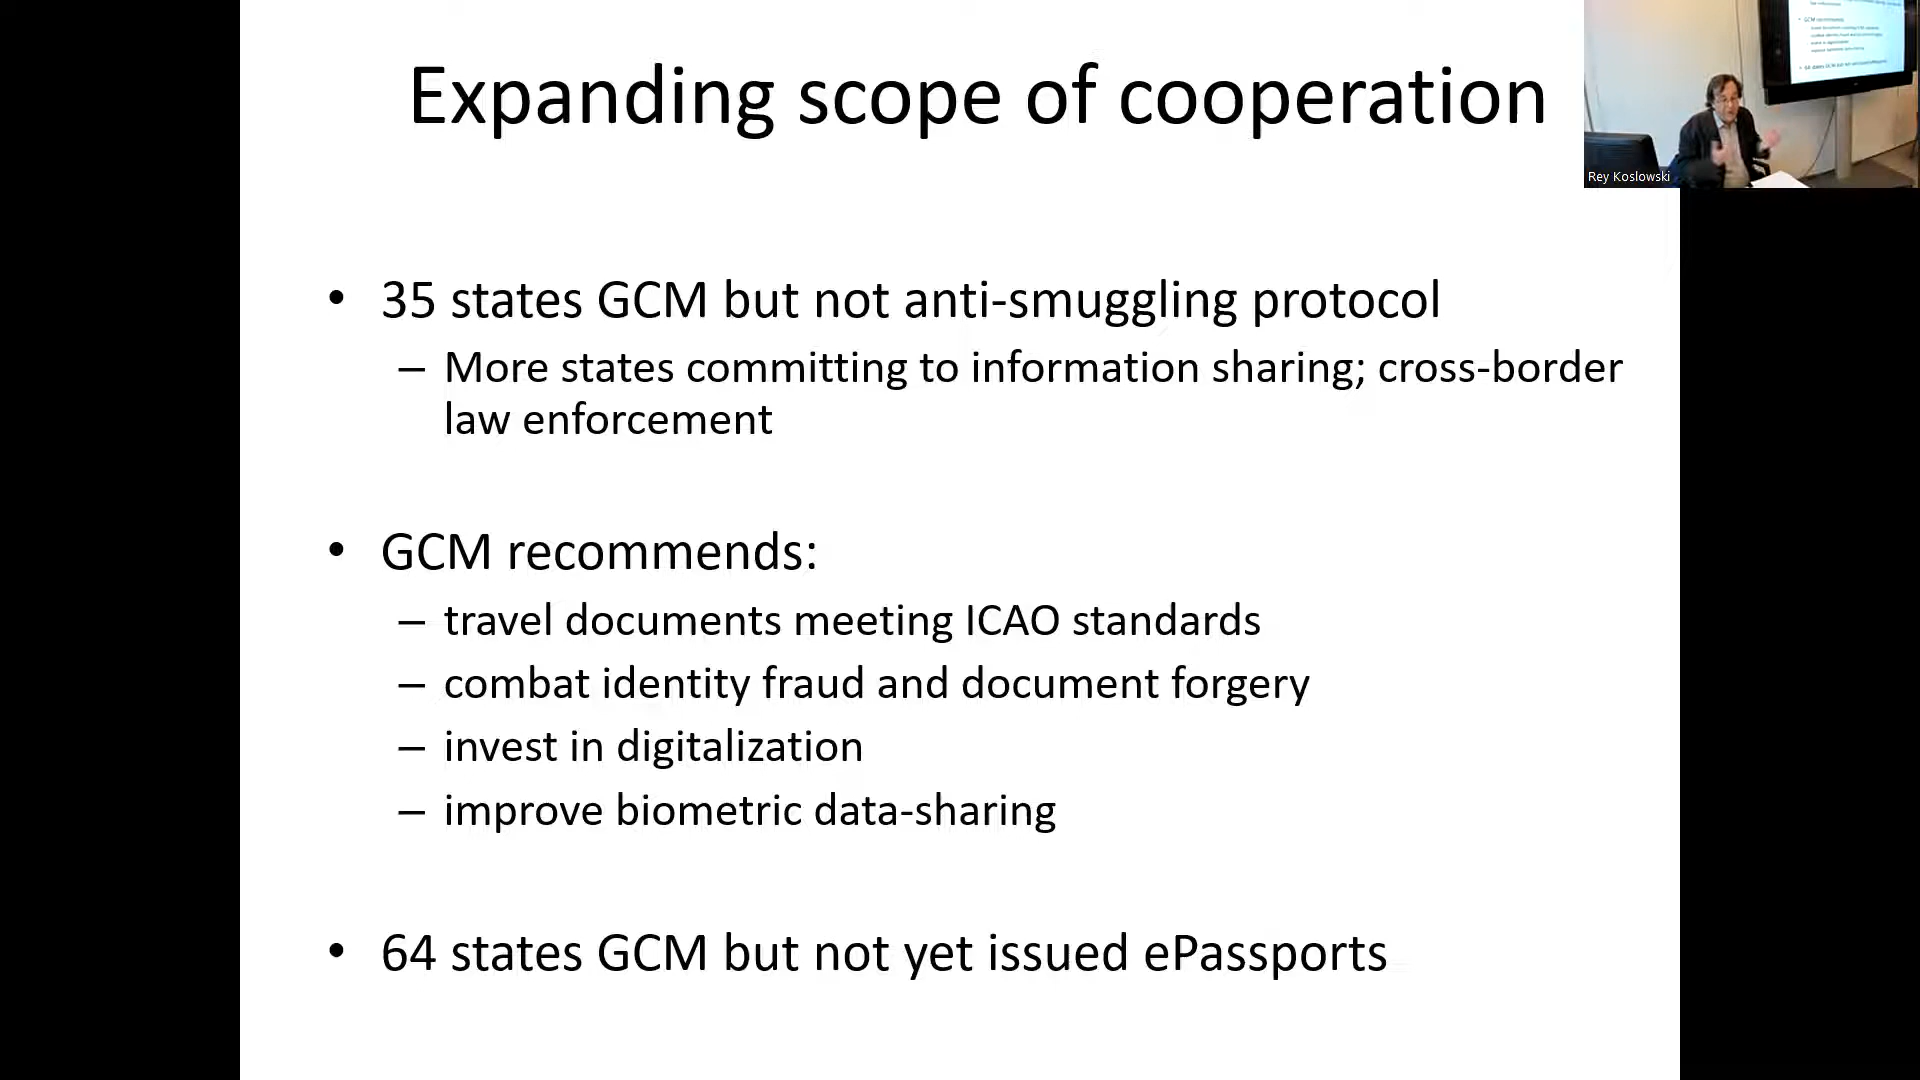 Expanding scope of cooperation
• 35 states GCM but not anti-smuggling protocol
– More states committing to information sharing; cross-border
law enforcement
• GCM recommends:
– travel documents meeting ICAO standards
– combat identity fraud and document forgery
– invest in digitalization
– improve biometric data-sharing
• 64 states GCM but not yet issued ePassports
Rey Koslowski